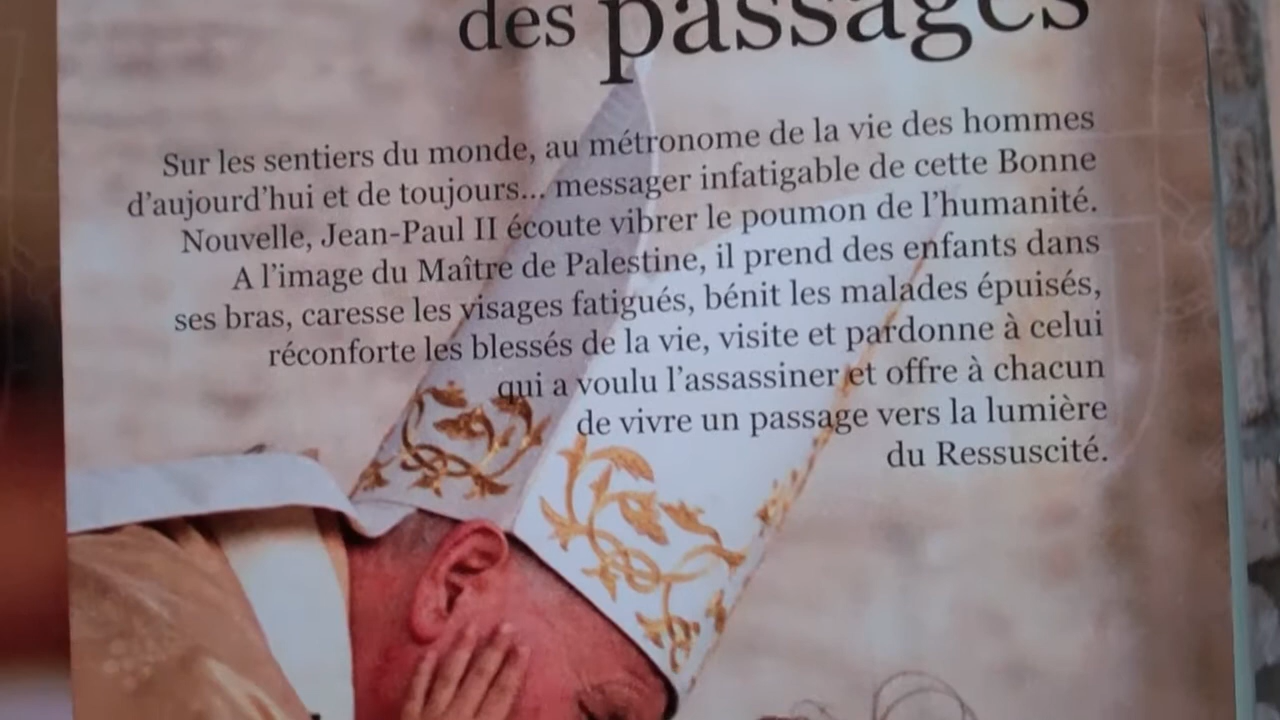 des passages
Sur les sentiers du monde, au métronome de la vie des hommes
d'aujourd'hui et de toujours... messager infatigable de cette Bonne
Nouvelle, Jean-Paul II écoute vibrer le poumon de l'humanité.
A l'image du Maître de Palestine, il prend des enfants dans
ses bras, caresse les visages fatigués, bénit les malades épuisés,
réconforte les blessés de la vie, visite et pardonne à celui
qui a voulu l'assassiner et offre à chacun
de vivre un passage vers la lumière
du Ressuscité.